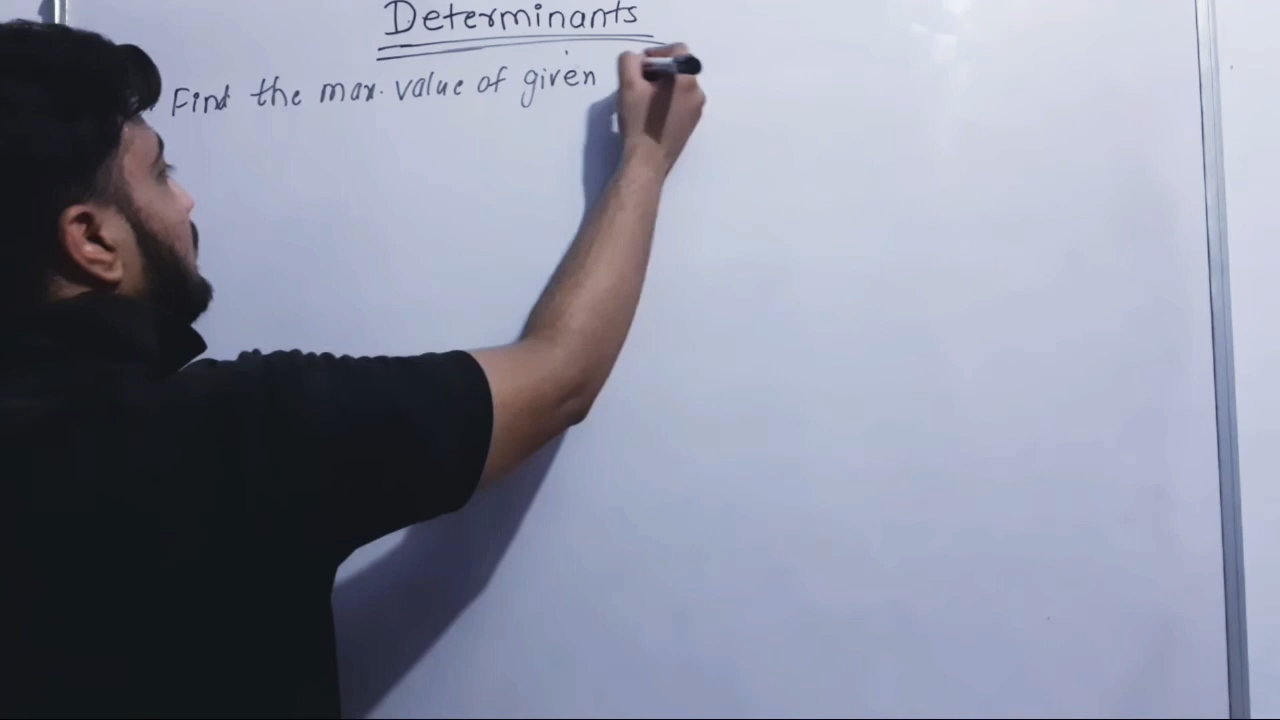 Determinants
Find the max. value of given